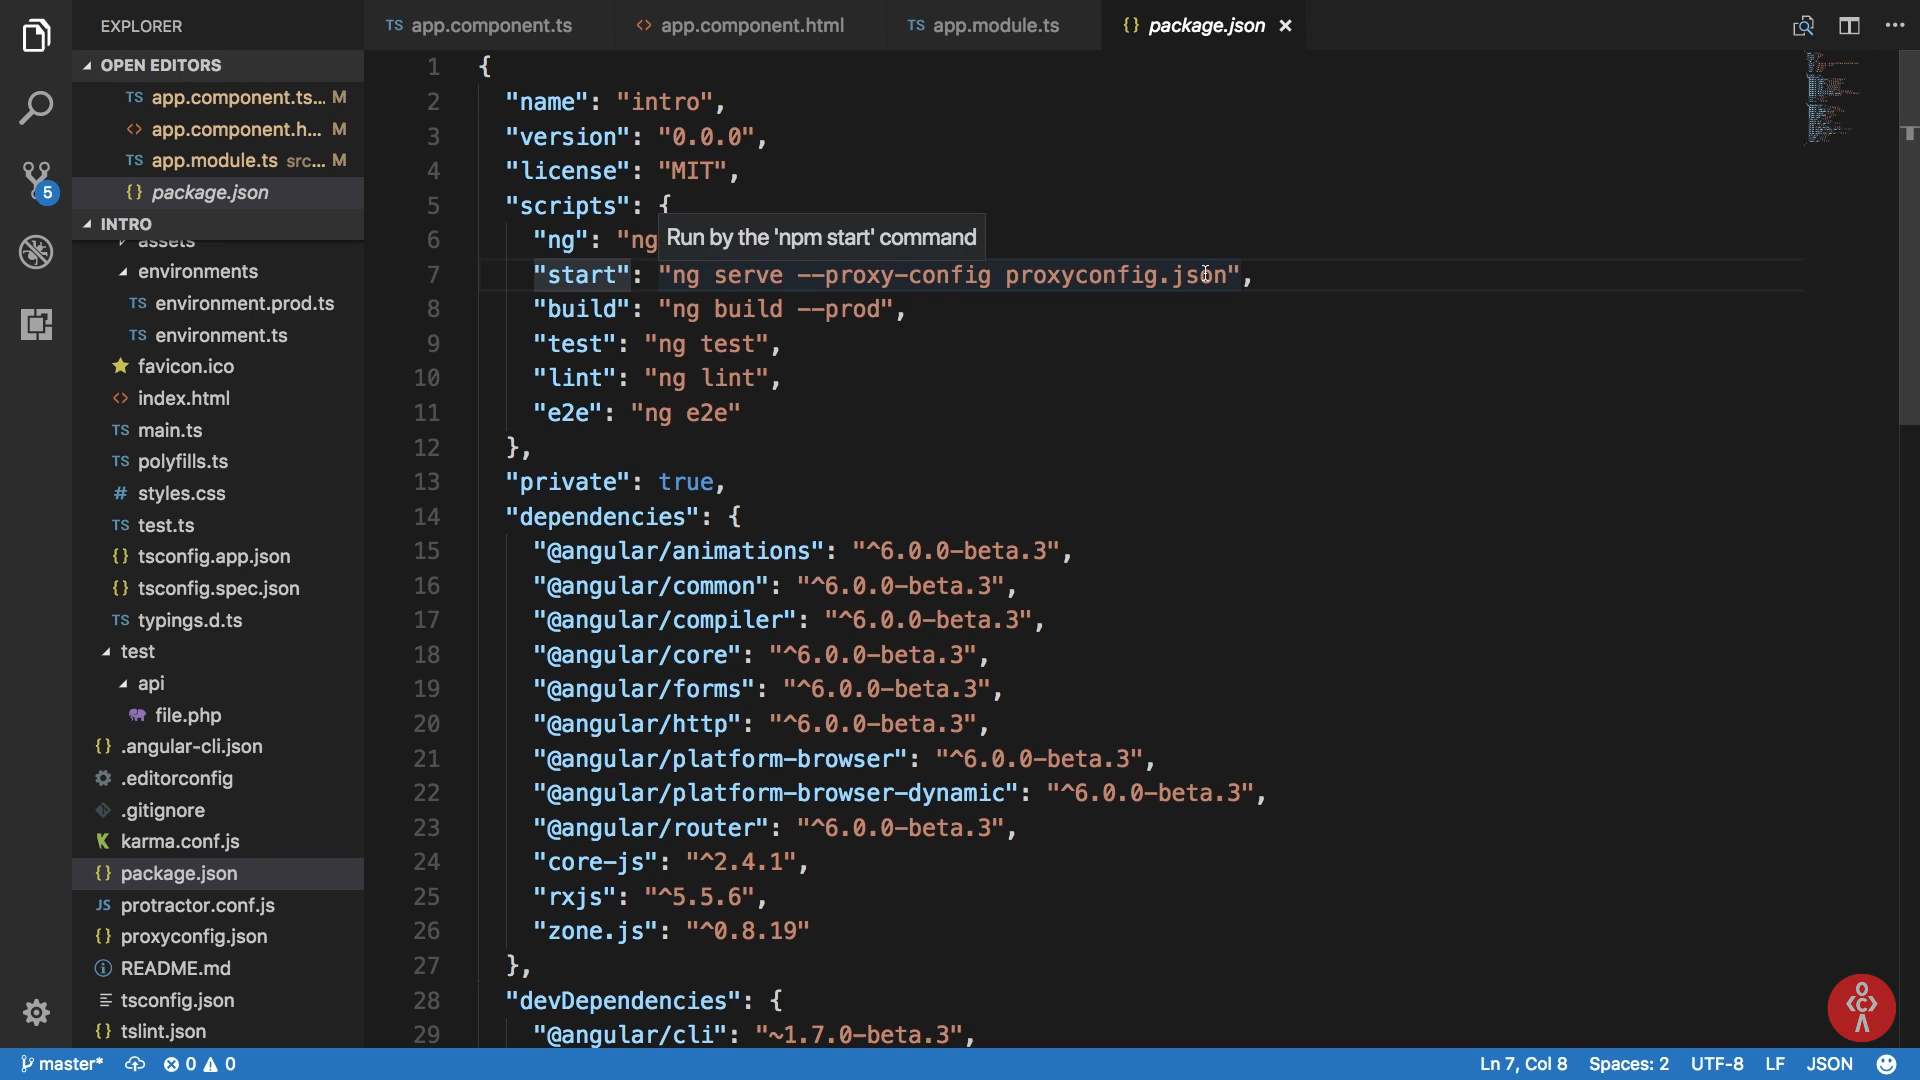 EXPLORER
TS app.component.ts
<> app.component.html
TS app.module.ts
{} package.json ×
OPEN EDITORS
TS app.component.ts... M
<> app.component.h... M
TS app.module.ts src... M
{} package.json
5
INTRO
assets
environments
TS environment.prod.ts
TS environment.ts
favicon.ico
<> index.html
TS main.ts
TS polyfills.ts
# styles.css
TS test.ts
{} tsconfig.app.json
{} tsconfig.spec.json
TS typings.d.ts
test
api
file.php
{} .angular-cli.json
.editorconfig
.gitignore
karma.conf.js
{} package.json
JS protractor.conf.js
{} proxyconfig.json
README.md
tsconfig.json
{} tslint.json
1 {
2 "name": "intro",
3 "version": "0.0.0",
4 "license": "MIT",
5 "scripts": {
Run by the 'npm start' command
6 "ng": "ng
7 "start": "ng serve --proxy-config proxyconfig.json",
8 "build": "ng build --prod",
9 "test": "ng test",
10 "lint": "ng lint",
11 "e2e": "ng e2e"
12 },
13 "private": true,
14 "dependencies": {
15 "@angular/animations": "^6.0.0-beta.3",
16 "@angular/common": "^6.0.0-beta.3",
17 "@angular/compiler": "^6.0.0-beta.3",
18 "@angular/core": "^6.0.0-beta.3",
19 "@angular/forms": "^6.0.0-beta.3",
20 "@angular/http": "^6.0.0-beta.3",
21 "@angular/platform-browser": "^6.0.0-beta.3",
22 "@angular/platform-browser-dynamic": "^6.0.0-beta.3",
23 "@angular/router": "^6.0.0-beta.3",
24 "core-js": "^2.4.1",
25 "rxjs": "^5.5.6",
26 "zone.js": "^0.8.19"
27 },
28 "devDependencies": {
29 "@angular/cli": "~1.7.0-beta.3",
master* 0 0
Ln 7, Col 8 Spaces: 2 UTF-8 LF JSON